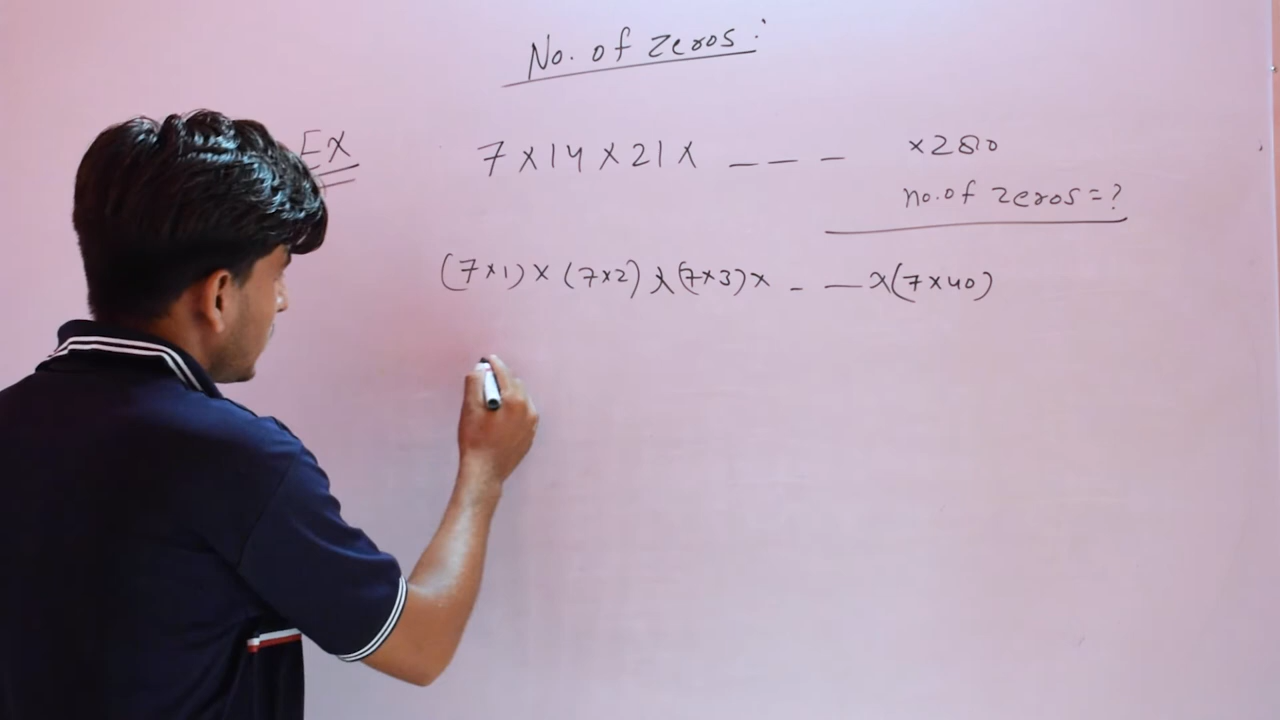 No. of zeros:
Ex 7×14×21× _ _ _ ×280
no. of zeros = ?
(7×1)×(7×2)×(7×3)× - — ×(7×40)